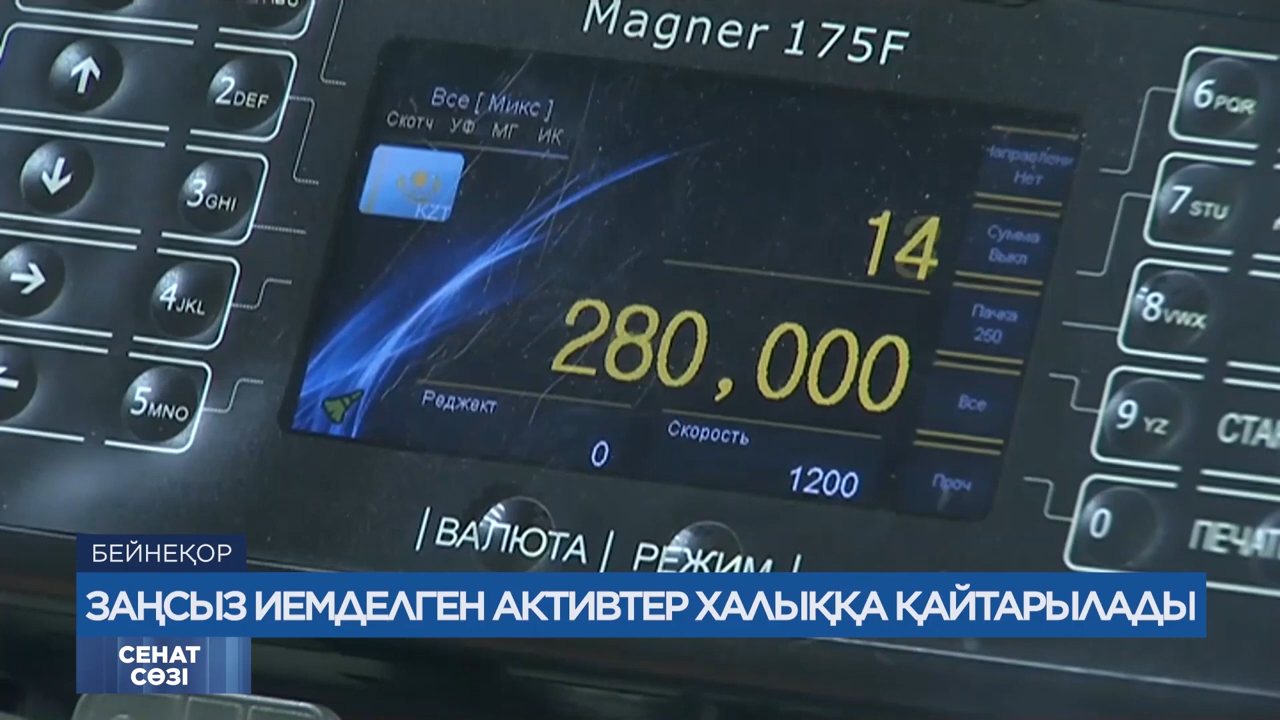 Magner 175F
2DEF
3GHI
4JKL
5MNO
Все [ Микс ]
Скотч УФ МГ ИК
KZT
14
280,000
Реджект
0
Скорость
1200
Направлени
Нет
Сумма
Выкл
Пачка
250
Все
Проч
6PQR
7STU
8VWX
9YZ
0
|ВАЛЮТА| РЕЖИМ|
БЕЙНЕҚОР
ЗАҢСЫЗ ИЕМДЕЛГЕН АКТИВТЕР ХАЛЫҚҚА ҚАЙТАРЫЛАДЫ
СЕНАТ
СӨЗІ